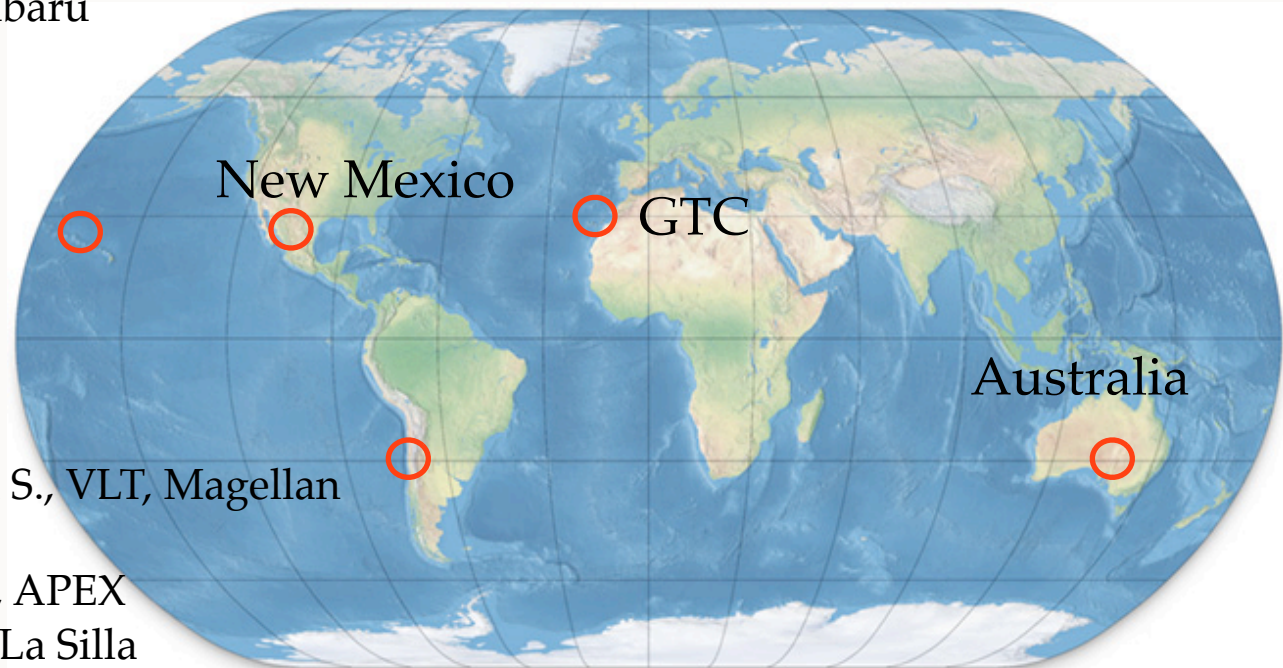 baru
New Mexico
GTC
Australia
S., VLT, Magellan
APEX
La Silla